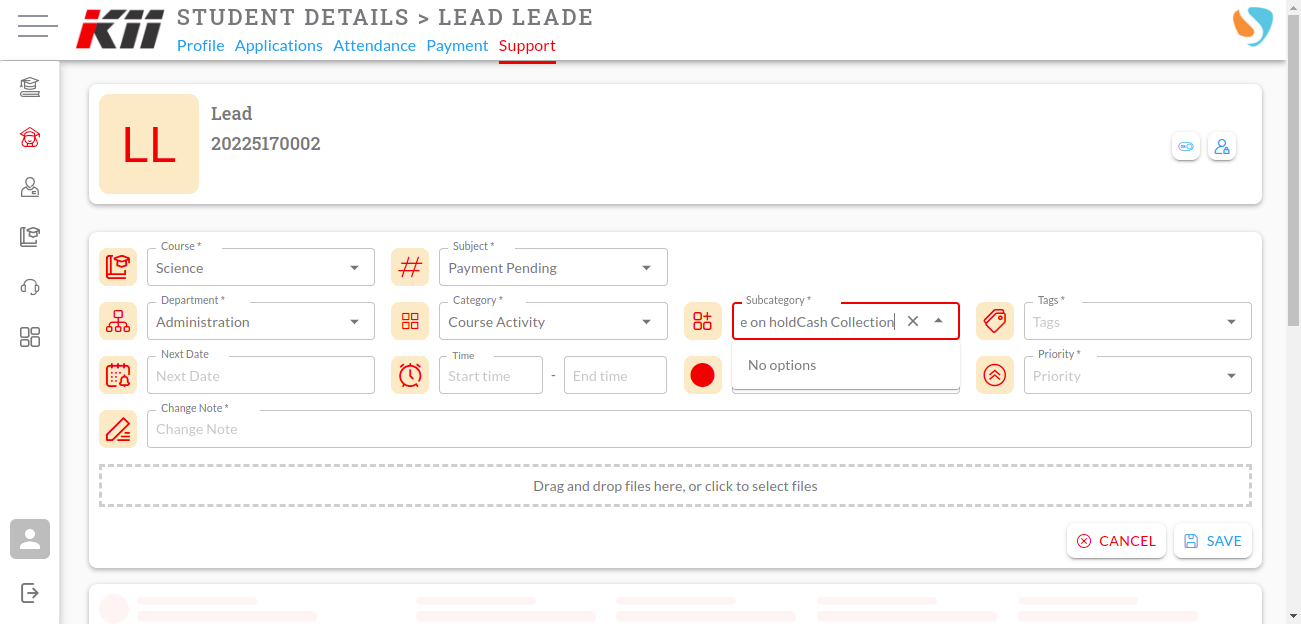 KII
STUDENT DETAILS > LEAD LEADE
Profile Applications Attendance Payment Support
LL
Lead
20225170002
Course *
Science
Subject *
Payment Pending
Department *
Administration
Category *
Course Activity
Subcategory *
e on holdCash Collection
Tags *
Tags
Next Date
Next Date
Time
Start time - End time
No options
Priority *
Priority
Change Note *
Change Note
Drag and drop files here, or click to select files
CANCEL SAVE